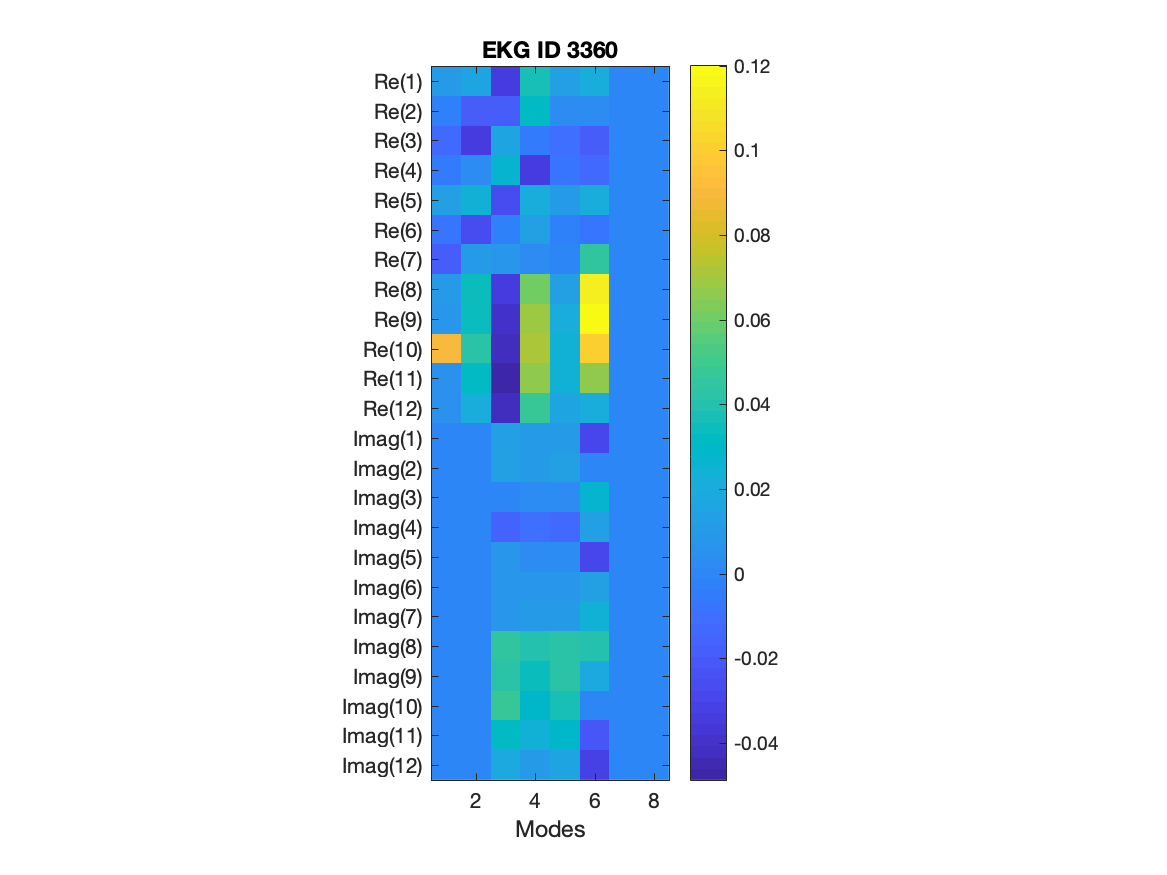 EKG ID 3360
Re(1)
Re(2)
Re(3)
Re(4)
Re(5)
Re(6)
Re(7)
Re(8)
Re(9)
Re(10)
Re(11)
Re(12)
Imag(1)
Imag(2)
Imag(3)
Imag(4)
Imag(5)
Imag(6)
Imag(7)
Imag(8)
Imag(9)
Imag(10)
Imag(11)
Imag(12)
2 4 6 8
Modes
0.12
0.1
0.08
0.06
0.04
0.02
0
-0.02
-0.04